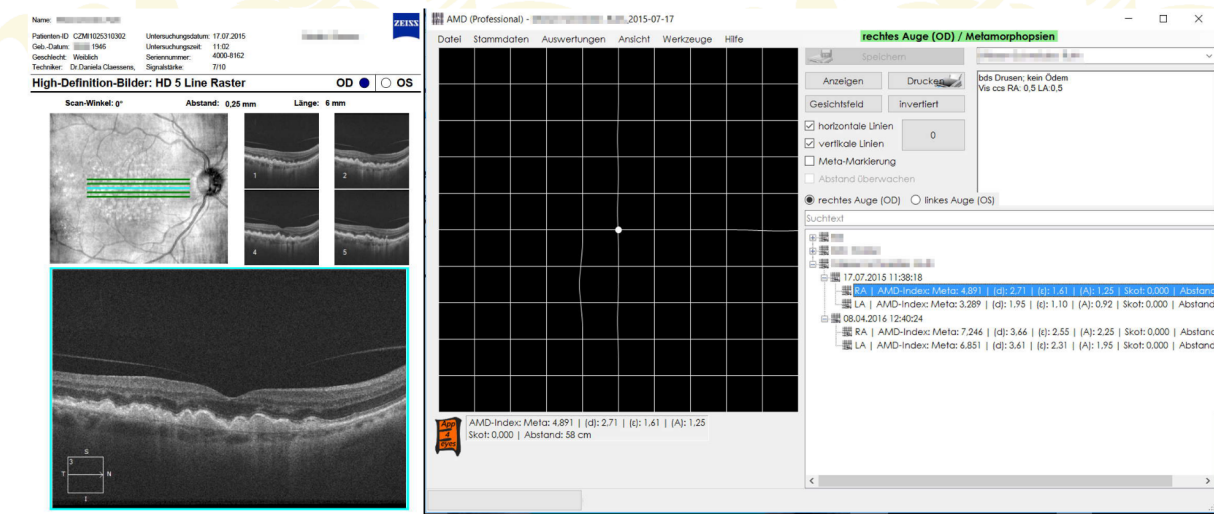 Name:
ZEISS
Patienten-ID CZMI1025310302 Untersuchungsdatum: 17.07.2015
Geb.-Datum: 1946 Untersuchungszeit: 11:02
Geschlecht: Weiblich Seriennummer: 4000-8162
Techniker: Dr.Daniela Claessens, Signalstärke: 7/10
High-Definition-Bilder: HD 5 Line Raster OD OS
Scan-Winkel: 0° Abstand: 0,25 mm Länge: 6 mm
1
2
4
5
S
3
T
N
I
AMD (Professional) - ,2015-07-17
Datei Stammdaten Auswertungen Ansicht Werkzeuge Hilfe
rechtes Auge (OD) / Metamorphopsien
Speichern
Anzeigen Drucken
Gesichtsfeld invertiert
horizontale Linien
vertikale Linien
0
Meta-Markierung
Abstand überwachen
bds Drusen; kein Ödem
Vis ccs RA: 0,5 LA:0,5
rechtes Auge (OD) linkes Auge (OS)
Suchtext
17.07.2015 11:38:18
RA | AMD-Index: Meta: 4,891 | (d): 2,71 | (ε): 1,61 | (A): 1,25 | Skot: 0,000 | Abstand
LA | AMD-Index: Meta: 3,289 | (d): 1,95 | (ε): 1,10 | (A): 0,92 | Skot: 0,000 | Abstand
08.04.2016 12:40:24
RA | AMD-Index: Meta: 7,246 | (d): 3,66 | (ε): 2,55 | (A): 2,25 | Skot: 0,000 | Abstand
LA | AMD-Index: Meta: 6,851 | (d): 3,61 | (ε): 2,31 | (A): 1,95 | Skot: 0,000 | Abstand
App
4
eyes
AMD-Index: Meta: 4,891 | (d): 2,71 | (ε): 1,61 | (A): 1,25
Skot: 0,000 | Abstand: 58 cm